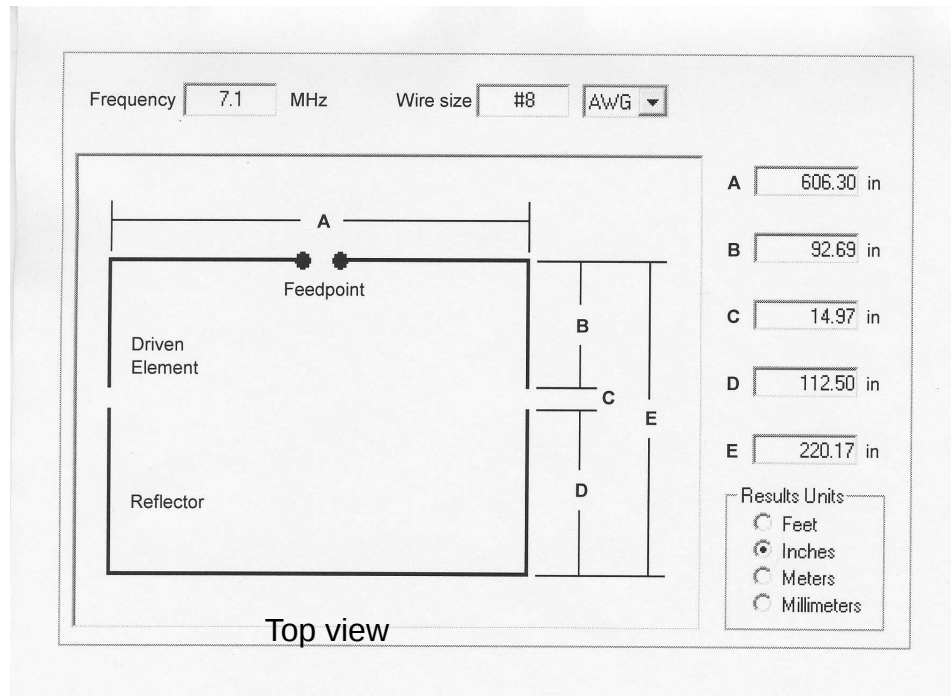 Frequency 7.1 MHz Wire size #8 AWG
A 606.30 in
A
B 92.69 in
Feedpoint
B
C 14.97 in
Driven
Element
C
D 112.50 in
E
E 220.17 in
D
Reflector
Results Units
Feet
Inches
Meters
Millimeters
Top view